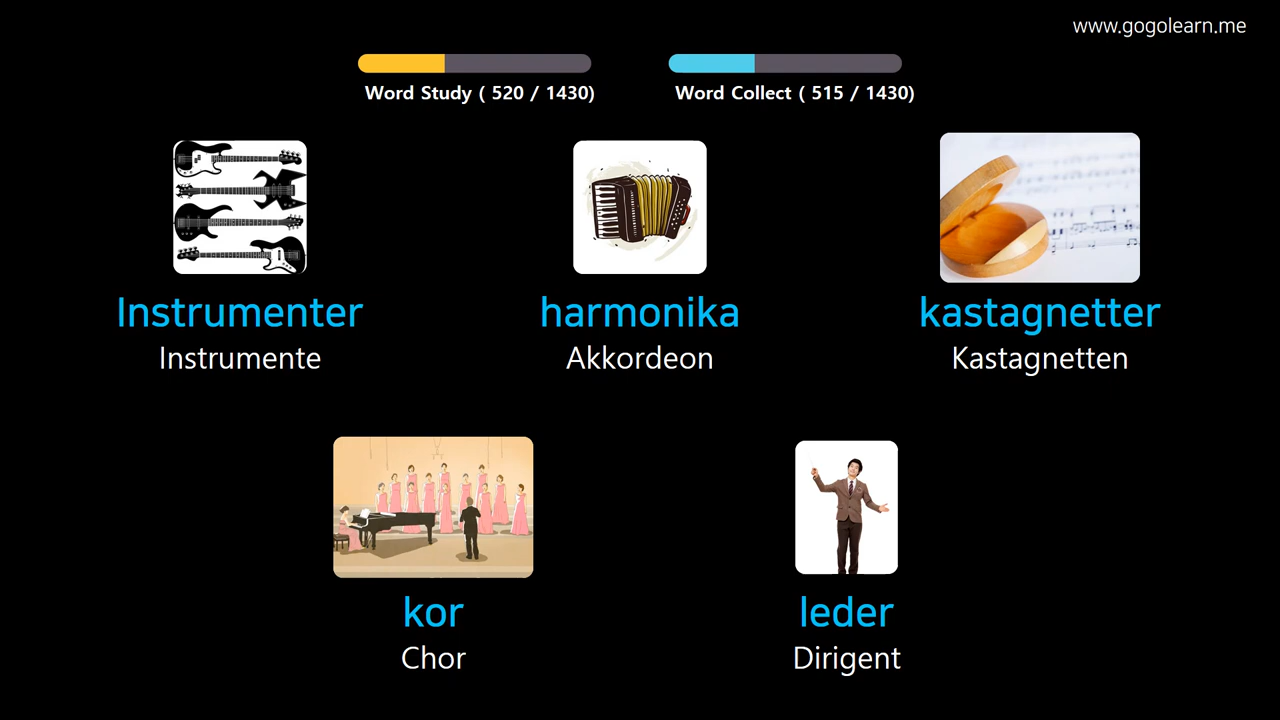 www.gogolearn.me
Word Study ( 520 / 1430)
Word Collect ( 515 / 1430)
Instrumenter
Instrumente
harmonika
Akkordeon
kastagnetter
Kastagnetten
kor
Chor
leder
Dirigent